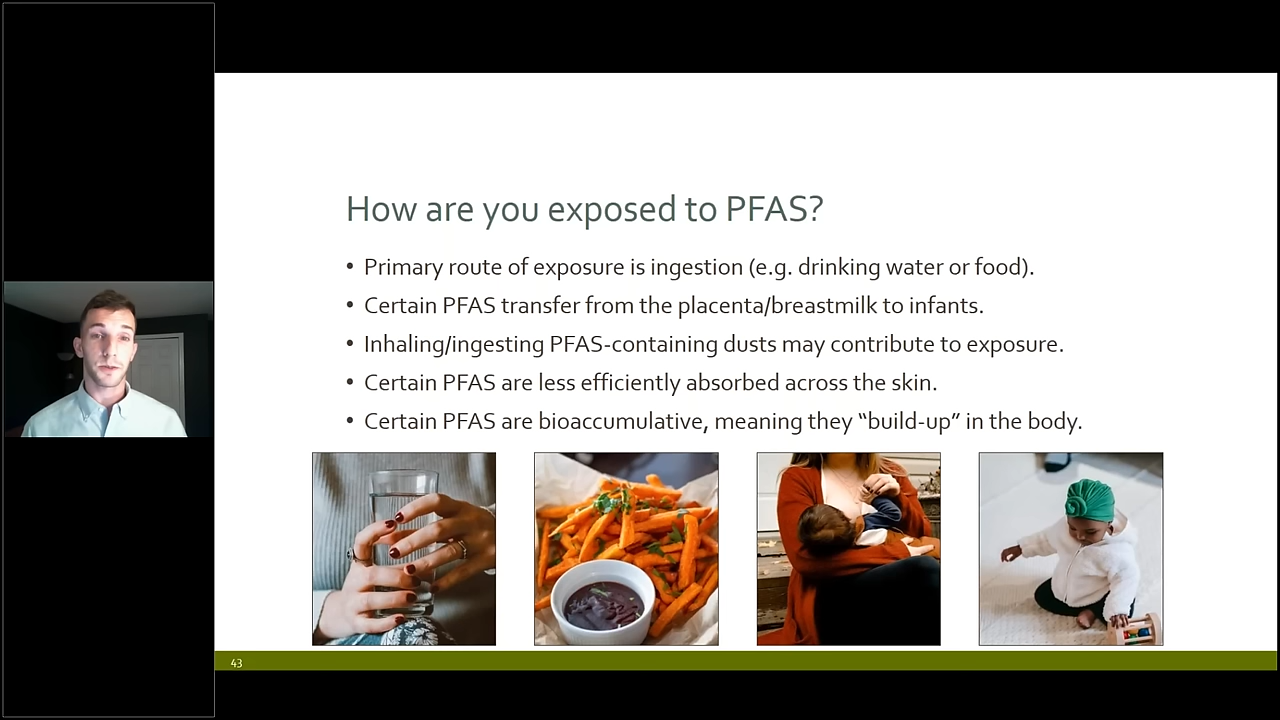 How are you exposed to PFAS?
• Primary route of exposure is ingestion (e.g. drinking water or food).
• Certain PFAS transfer from the placenta/breastmilk to infants.
• Inhaling/ingesting PFAS-containing dusts may contribute to exposure.
• Certain PFAS are less efficiently absorbed across the skin.
• Certain PFAS are bioaccumulative, meaning they “build-up” in the body.
43